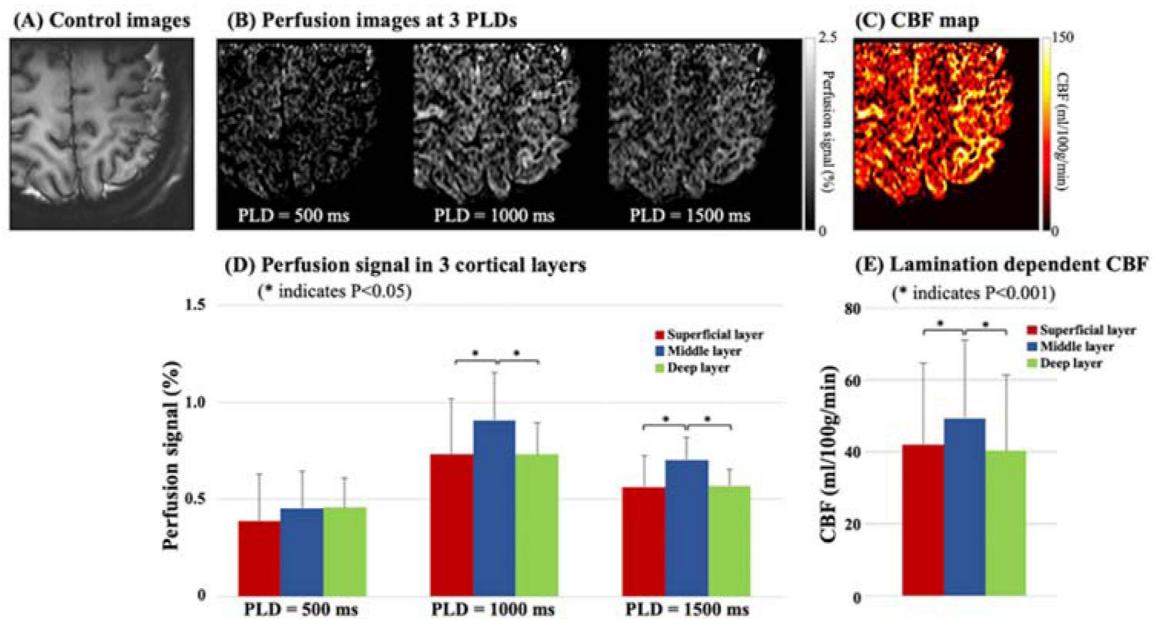 (A) Control images
(B) Perfusion images at 3 PLDs
(C) CBF map
PLD = 500 ms
PLD = 1000 ms
PLD = 1500 ms
2.5
Perfusion signal (%)
0
150
CBF (ml/100g/min)
0
(D) Perfusion signal in 3 cortical layers
(* indicates P<0.05)
1.5
1.0
0.5
0
Perfusion signal (%)
* *
* *
Superficial layer
Middle layer
Deep layer
PLD = 500 ms
PLD = 1000 ms
PLD = 1500 ms
(E) Lamination dependent CBF
(* indicates P<0.001)
80
60
40
20
0
CBF (ml/100g/min)
* *
Superficial layer
Middle layer
Deep layer